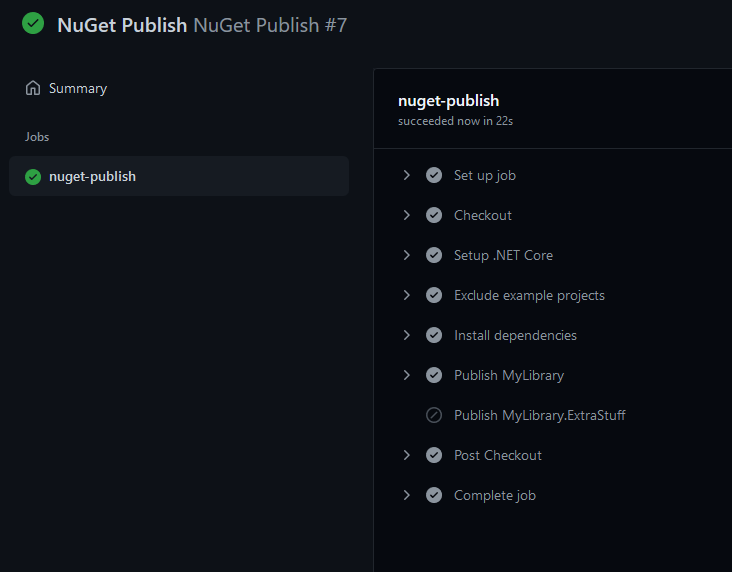 NuGet Publish NuGet Publish #7
Summary
Jobs
nuget-publish
nuget-publish
succeeded now in 22s
Set up job
Checkout
Setup .NET Core
Exclude example projects
Install dependencies
Publish MyLibrary
Publish MyLibrary.ExtraStuff
Post Checkout
Complete job